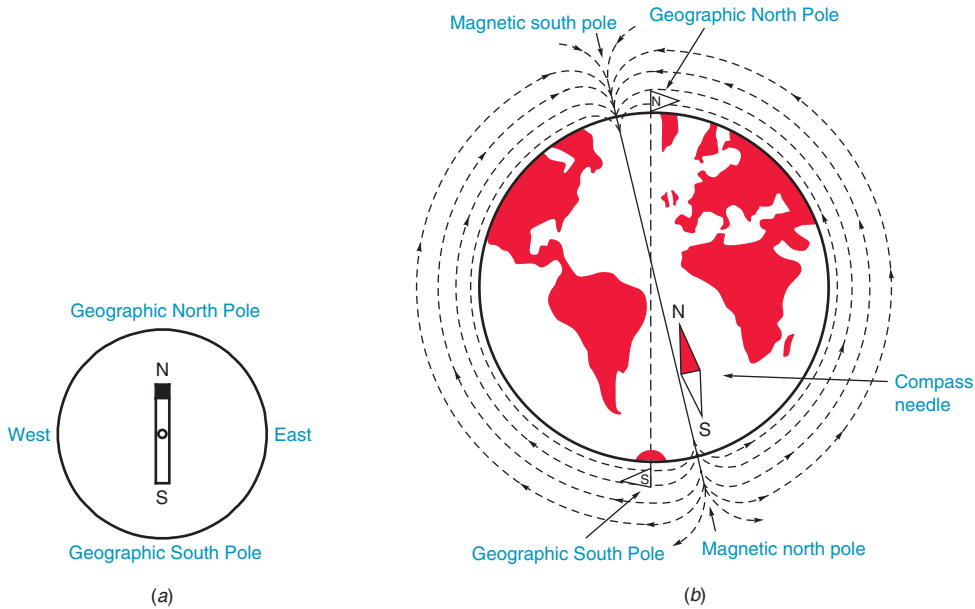 Magnetic south pole
Geographic North Pole
N
N
Compass
needle
S
S
Geographic South Pole
Magnetic north pole
(b)
Geographic North Pole
N
West
East
S
Geographic South Pole
(a)